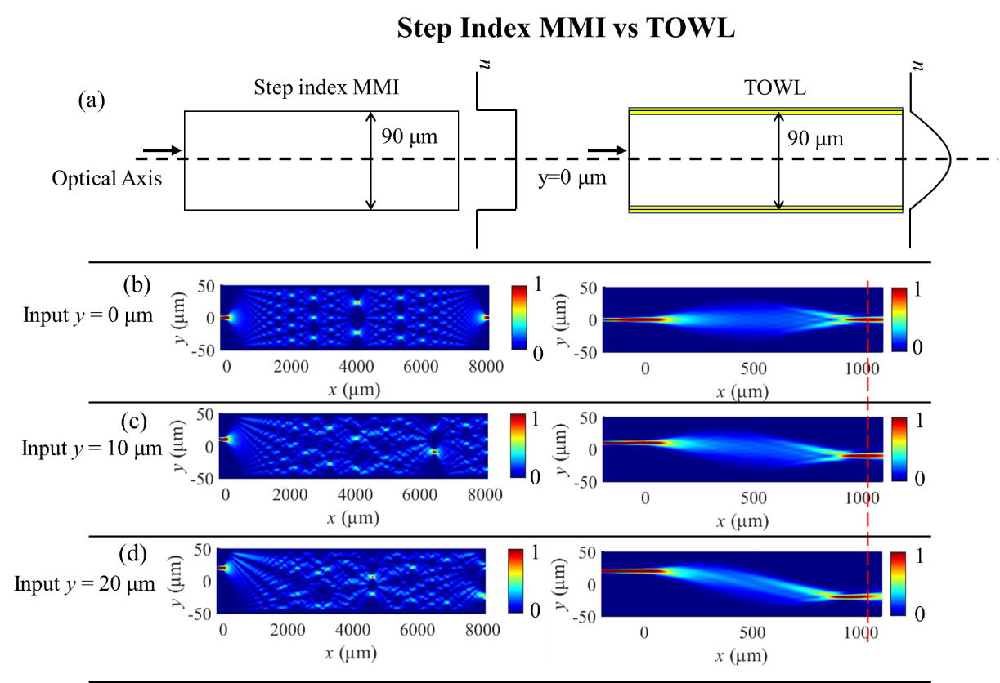 Step Index MMI vs TOWL
(a)
Step index MMI
n
TOWL
n
90 μm
90 μm
Optical Axis
y=0 μm
(b)
Input y = 0 μm
50
0
-50
y (μm)
0 2000 4000 6000 8000
x (μm)
1
0
50
0
-50
y (μm)
0 500 1000
x (μm)
1
0
(c)
Input y = 10 μm
50
0
-50
y (μm)
0 2000 4000 6000 8000
x (μm)
1
0
50
0
-50
y (μm)
0 500 1000
x (μm)
1
0
(d)
Input y = 20 μm
50
0
-50
y (μm)
0 2000 4000 6000 8000
x (μm)
1
0
50
0
-50
y (μm)
0 500 1000
x (μm)
1
0